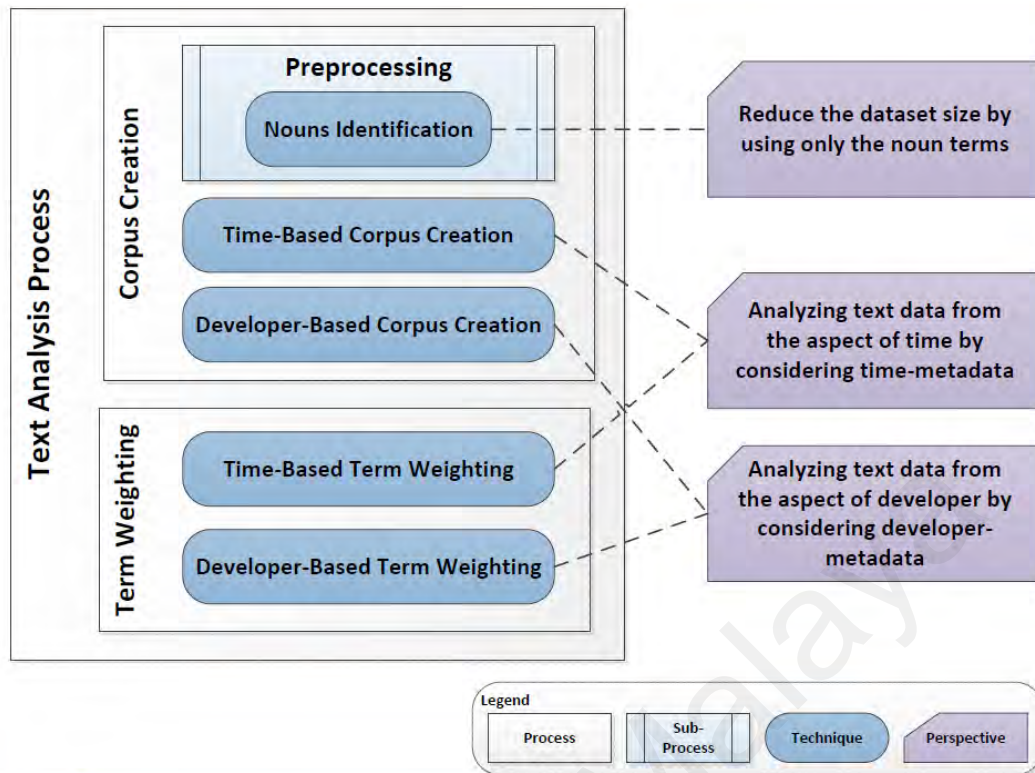 Text Analysis Process
Corpus Creation
Preprocessing
Nouns Identification
Time-Based Corpus Creation
Developer-Based Corpus Creation
Term Weighting
Time-Based Term Weighting
Developer-Based Term Weighting
Reduce the dataset size by
using only the noun terms
Analyzing text data from
the aspect of time by
considering time-metadata
Analyzing text data from
the aspect of developer by
considering developer-
metadata
Legend
Process
Sub-
Process
Technique
Perspective
Malaya